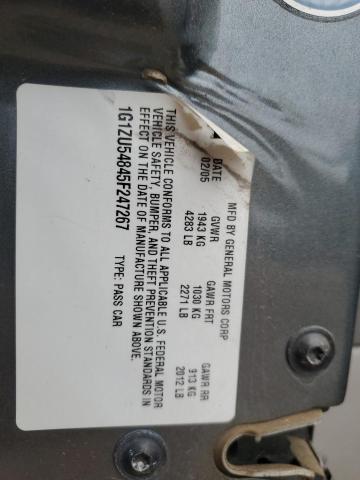 MFD BY GENERAL MOTORS CORP
DATE GVWR GAWR FRT GAWR RR
02/05 1943 KG 1030 KG 913 KG
4283 LB 2271 LB 2012 LB
THIS VEHICLE CONFORMS TO ALL APPLICABLE U.S. FEDERAL MOTOR
VEHICLE SAFETY, BUMPER, AND THEFT PREVENTION STANDARDS IN
EFFECT ON THE DATE OF MANUFACTURE SHOWN ABOVE.
1G1ZU54845F247267 TYPE: PASS CAR